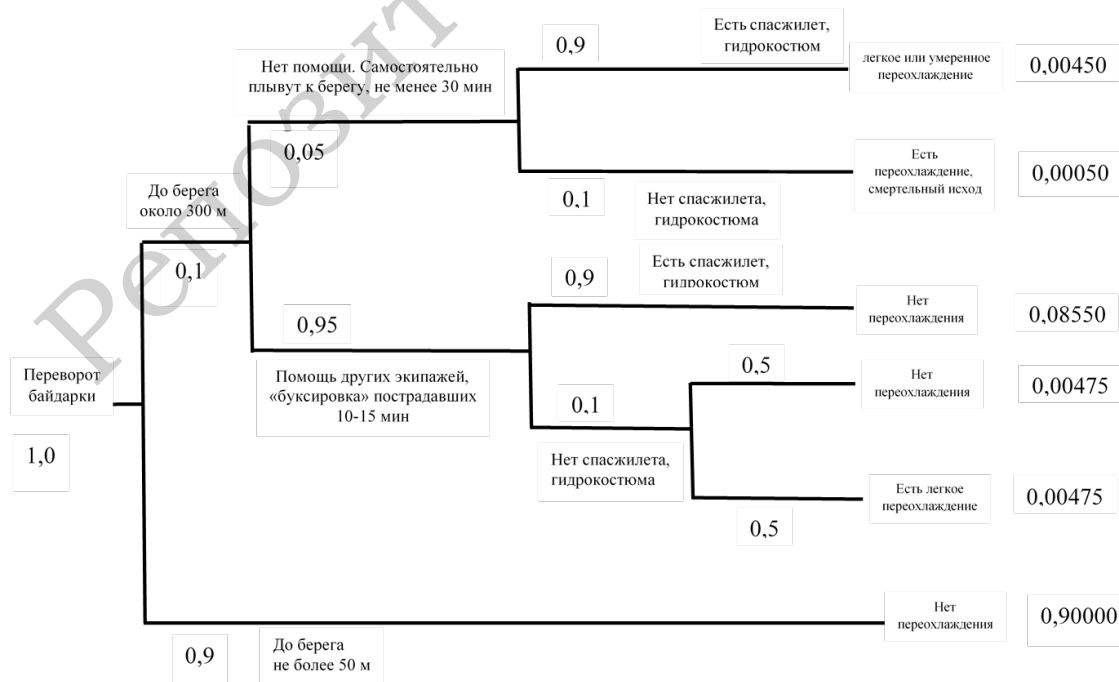 Репозит
0,9
Есть спасжилет,
гидрокостюм
легкое или умеренное
переохлаждение
0,00450
Нет помощи. Самостоятельно
плывут к берегу, не менее 30 мин
0,05
Есть
переохлаждение,
смертельный исход
0,00050
0,1
Нет спасжилета,
гидрокостюма
До берега
около 300 м
0,1
0,9
Есть спасжилет,
гидрокостюм
Нет
переохлаждения
0,08550
0,95
Помощь других экипажей,
«буксировка» пострадавших
10-15 мин
0,5
Нет
переохлаждения
0,00475
0,1
Нет спасжилета,
гидрокостюма
Есть легкое
переохлаждение
0,00475
0,5
Переворот
байдарки
1,0
Нет
переохлаждения
0,90000
0,9
До берега
не более 50 м